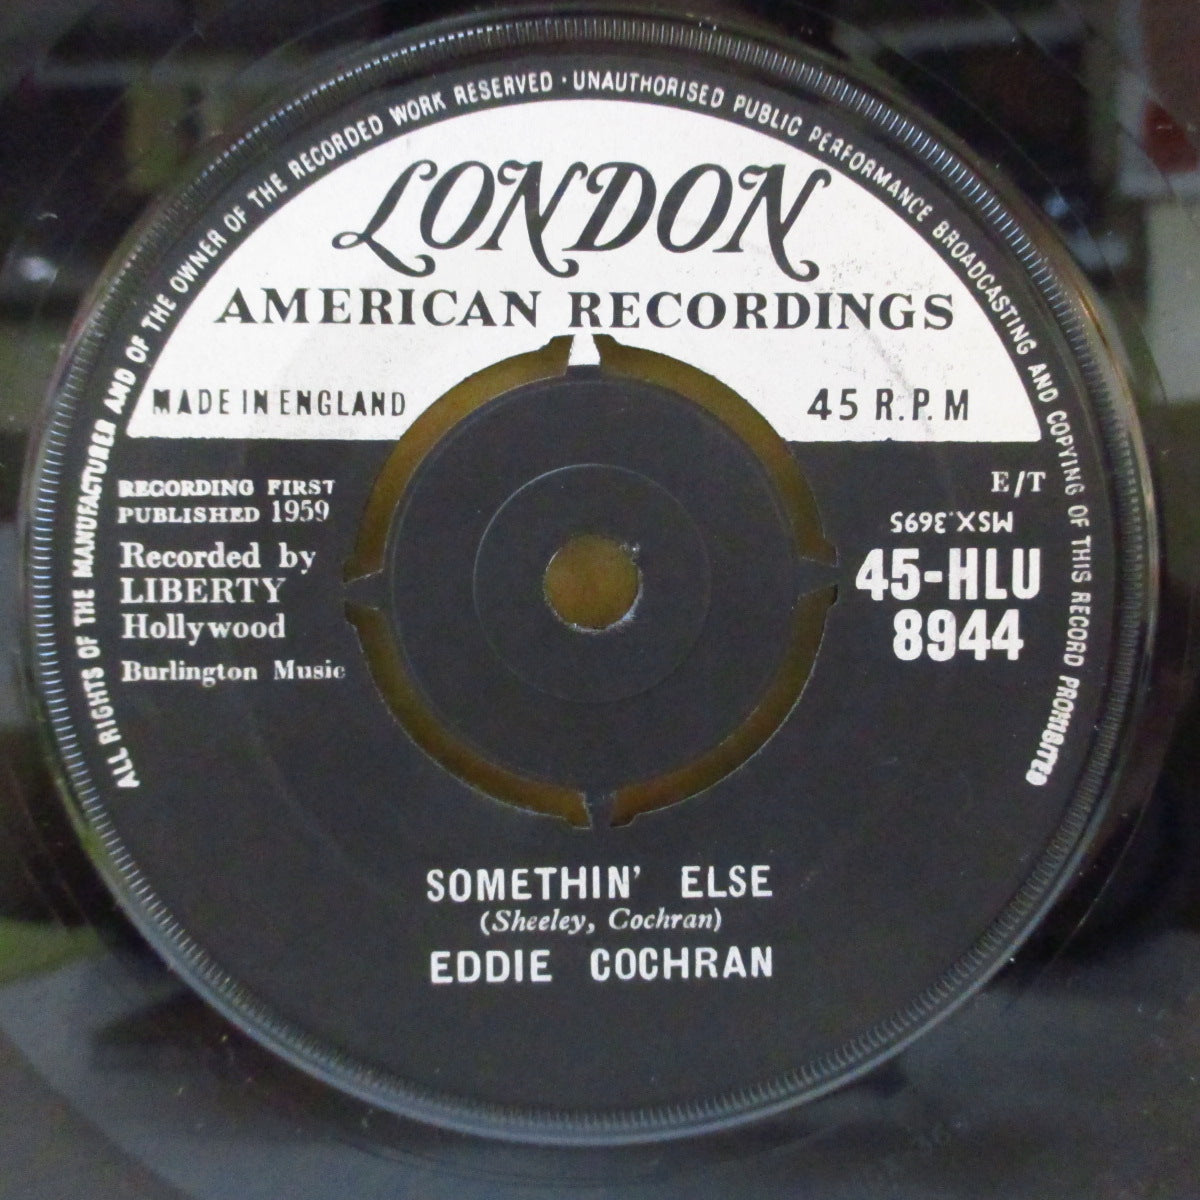 ALL RIGHTS OF THE MANUFACTURER AND OF THE OWNER OF THE RECORDED WORK RESERVED · UNAUTHORISED PUBLIC PERFORMANCE BROADCASTING AND COPYING OF THIS RECORD PROHIBITED
LONDON
AMERICAN RECORDINGS
MADE IN ENGLAND
45 R.P.M
RECORDING FIRST
PUBLISHED 1959
Recorded by
LIBERTY
Hollywood
Burlington Music
E/T
MSX.3695
45-HLU
8944
SOMETHIN' ELSE
(Sheeley, Cochran)
EDDIE COCHRAN